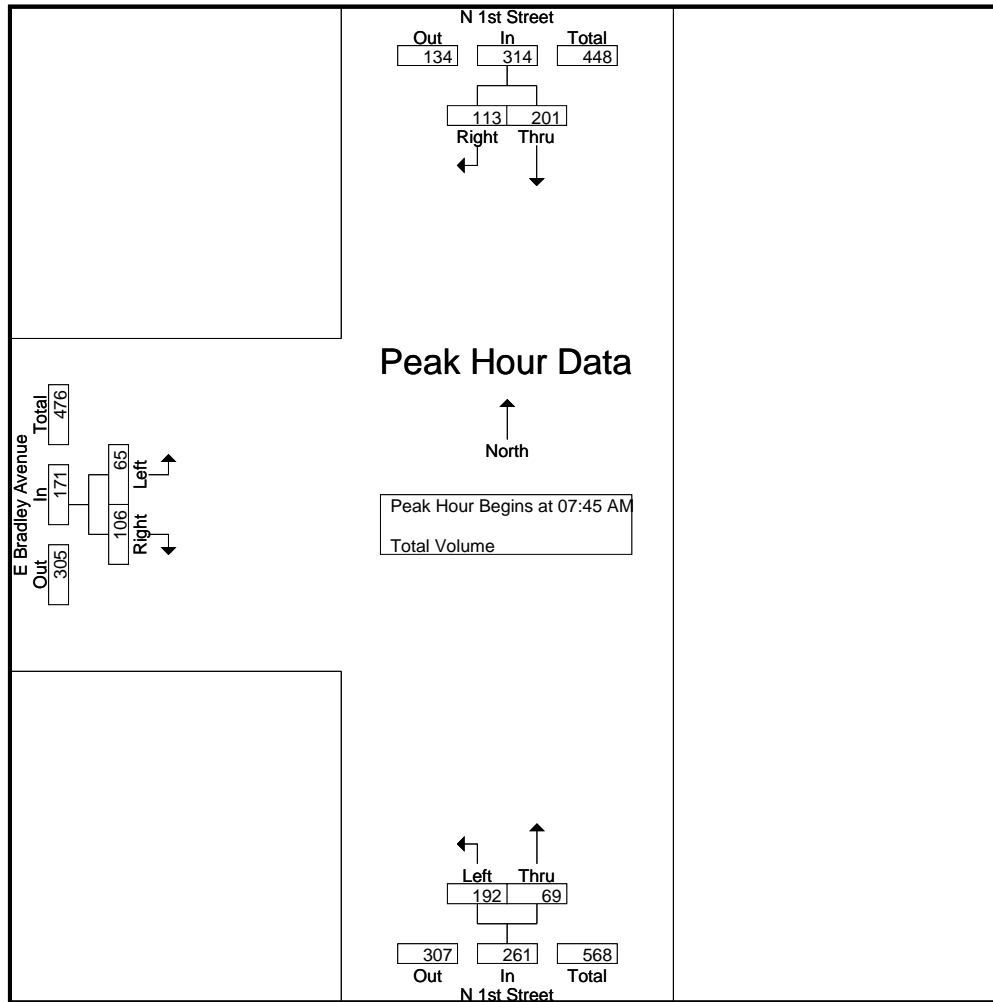 N 1st Street
Out In Total
134 314 448
113 201
Right Thru
Peak Hour Data
North
Peak Hour Begins at 07:45 AM
Total Volume
E Bradley Avenue
Out In Total
305 171 476
106 65
Right Left
Left Thru
192 69
307 261 568
Out In Total
N 1st Street